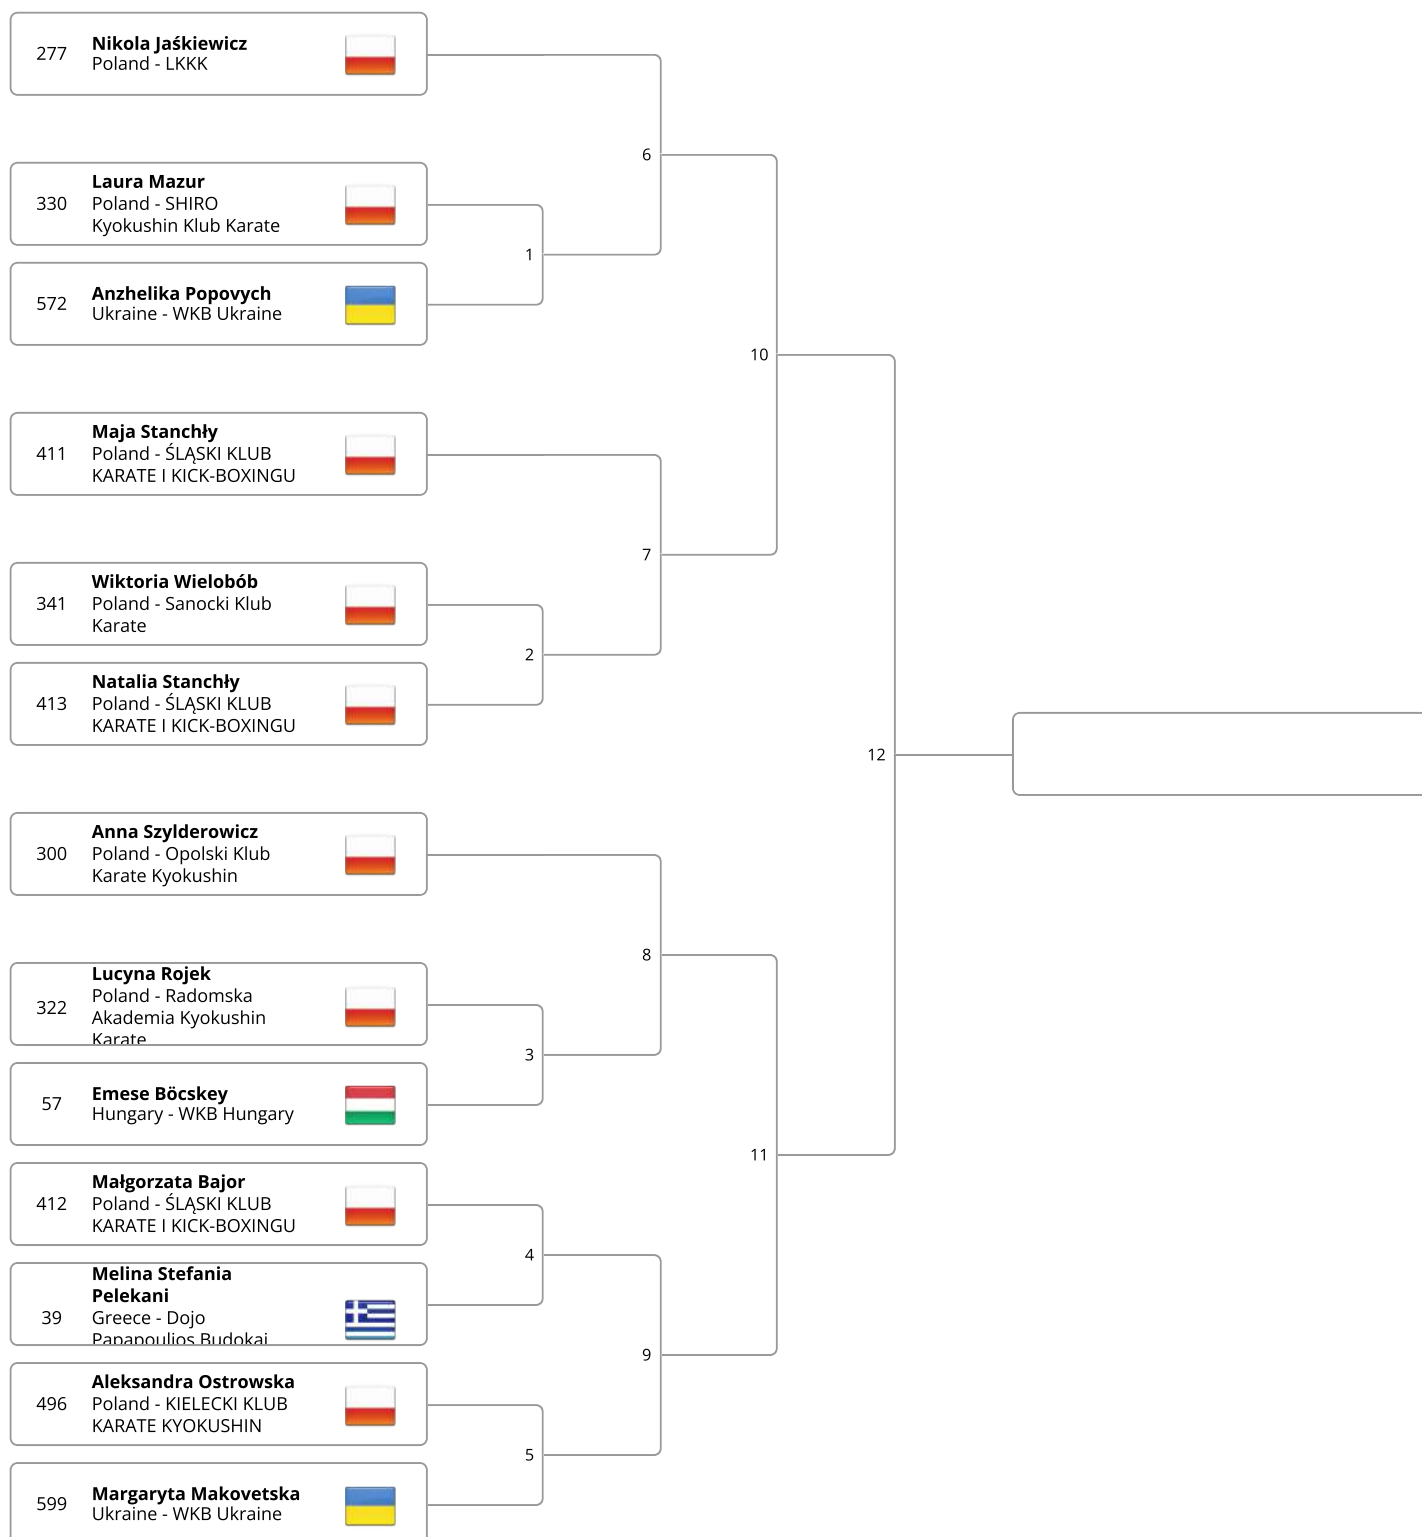 277
Nikola Jaśkiewicz
Poland - LKKK
6
330
Laura Mazur
Poland - SHIRO
Kyokushin Klub Karate
1
572
Anzhelika Popovych
Ukraine - WKB Ukraine
10
411
Maja Stanchły
Poland - ŚLĄSKI KLUB
KARATE I KICK-BOXINGU
7
341
Wiktoria Wielobób
Poland - Sanocki Klub
Karate
2
413
Natalia Stanchły
Poland - ŚLĄSKI KLUB
KARATE I KICK-BOXINGU
12
300
Anna Szylderowicz
Poland - Opolski Klub
Karate Kyokushin
8
322
Lucyna Rojek
Poland - Radomska
Akademia Kyokushin
Karate
3
57
Emese Böcskey
Hungary - WKB Hungary
11
412
Małgorzata Bajor
Poland - ŚLĄSKI KLUB
KARATE I KICK-BOXINGU
4
39
Melina Stefania
Pelekani
Greece - Dojo
Papapoulios Budokai
9
496
Aleksandra Ostrowska
Poland - KIELECKI KLUB
KARATE KYOKUSHIN
5
599
Margaryta Makovetska
Ukraine - WKB Ukraine